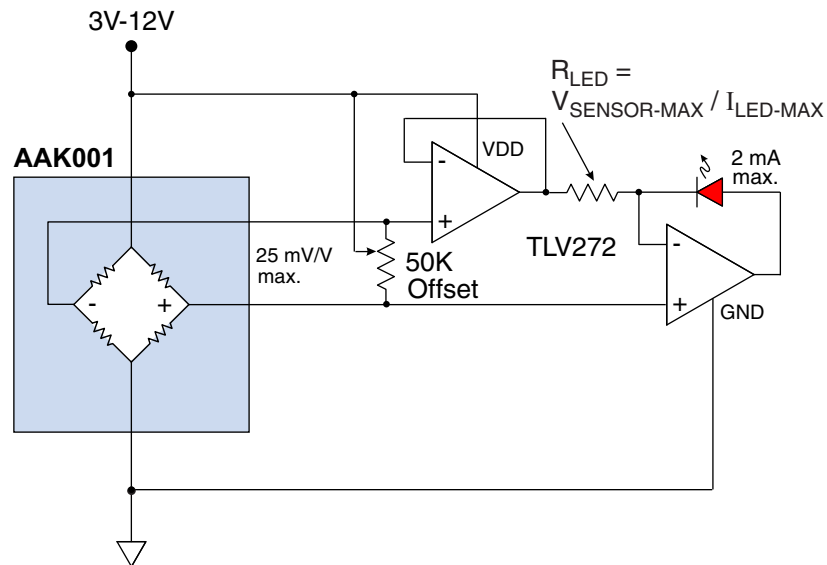 3V-12V
R_LED =
V_SENSOR-MAX / I_LED-MAX
AAK001
-
VDD
2 mA
max.
+
TLV272
25 mV/V
max.
50K
Offset
-
-
+
+
GND